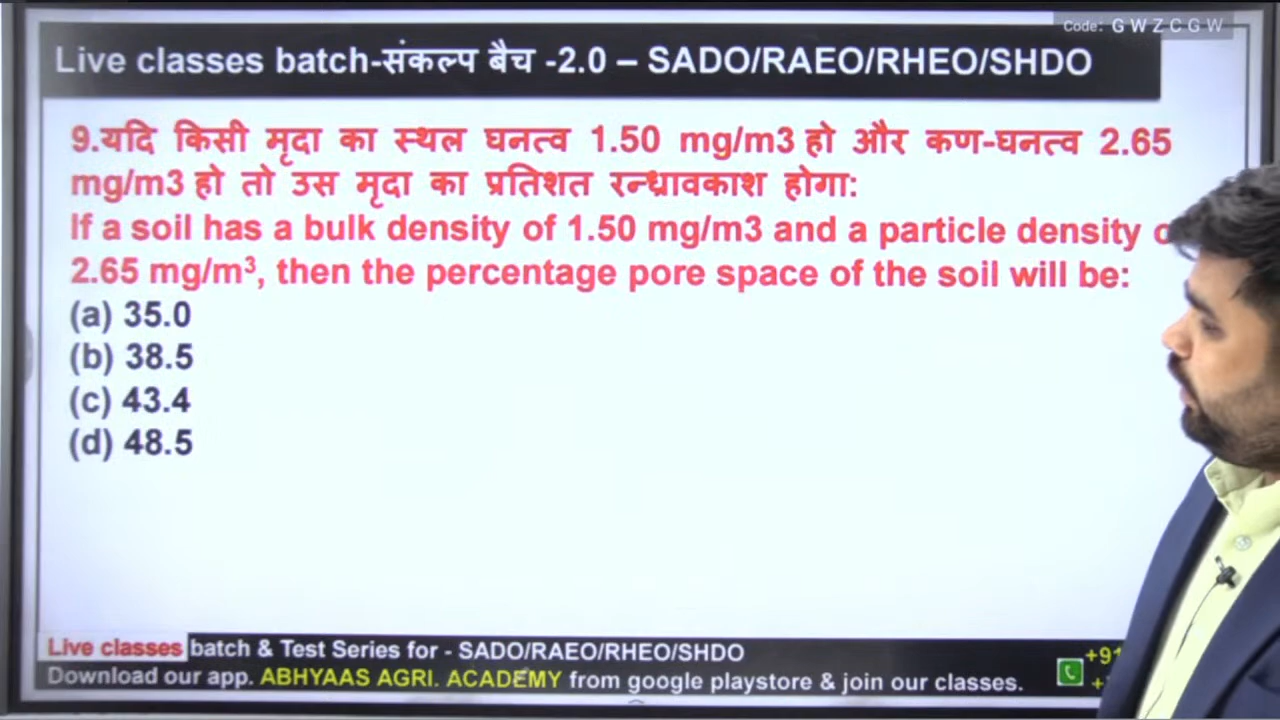 Code: G W Z C G W
Live classes batch-संकल्प बैच -2.0 – SADO/RAEO/RHEO/SHDO
9.यदि किसी मृदा का स्थल घनत्व 1.50 mg/m3 हो और कण-घनत्व 2.65
mg/m3 हो तो उस मृदा का प्रतिशत रन्ध्रावकाश होगा:
If a soil has a bulk density of 1.50 mg/m3 and a particle density
2.65 mg/m³, then the percentage pore space of the soil will be:
(a) 35.0
(b) 38.5
(c) 43.4
(d) 48.5
Live classes batch & Test Series for - SADO/RAEO/RHEO/SHDO
Download our app. ABHYAAS AGRI. ACADEMY from google playstore & join our classes.
+91